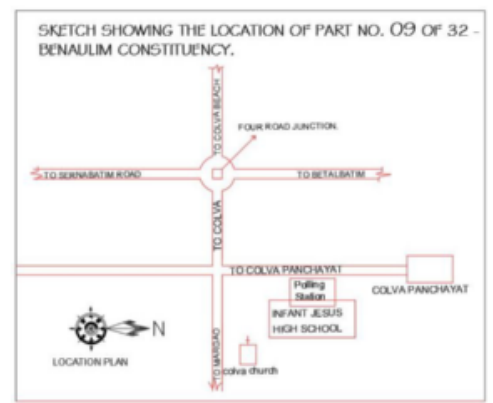 SKETCH SHOWING THE LOCATION OF PART NO. 09 OF 32 -
BENAULIM CONSTITUENCY.
TO COLVA BEACH
FOUR ROAD JUNCTION.
TO SERNABATIM ROAD
TO BETALBATIM
TO COLVA
TO COLVA PANCHAYAT
COLVA PANCHAYAT
Polling
Station
INFANT JESUS
HIGH SCHOOL
N
LOCATION PLAN
TO MARGAO
colva church